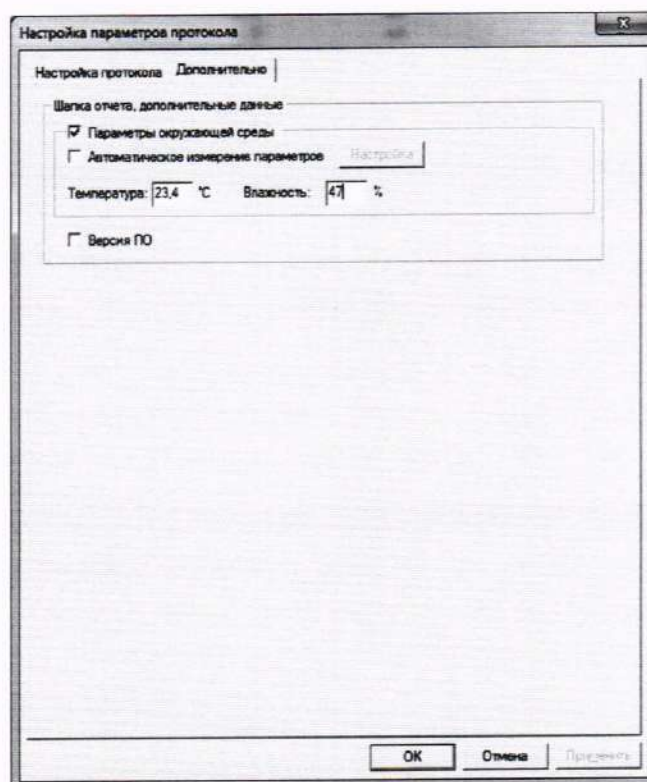 Настройка параметров протокола
x
Настройка протокола Дополнительно
Шапка отчета, дополнительные данные
Параметры окружающей среды
Автоматическое измерение параметров Настройка
Температура: 23,4 °C Влажность: 47 %
Версия ПО
OK Отмена Применить